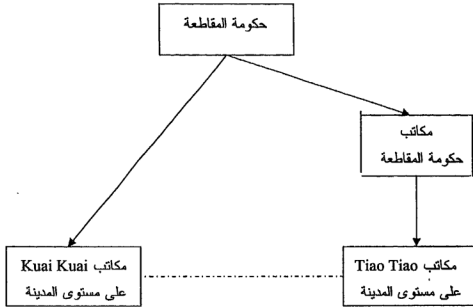 حكومة المقاطعة
مكاتب
حكومة المقاطعة
مكاتب Kuai Kuai
على مستوى المدينة
مكاتب Tiao Tiao
على مستوى المدينة